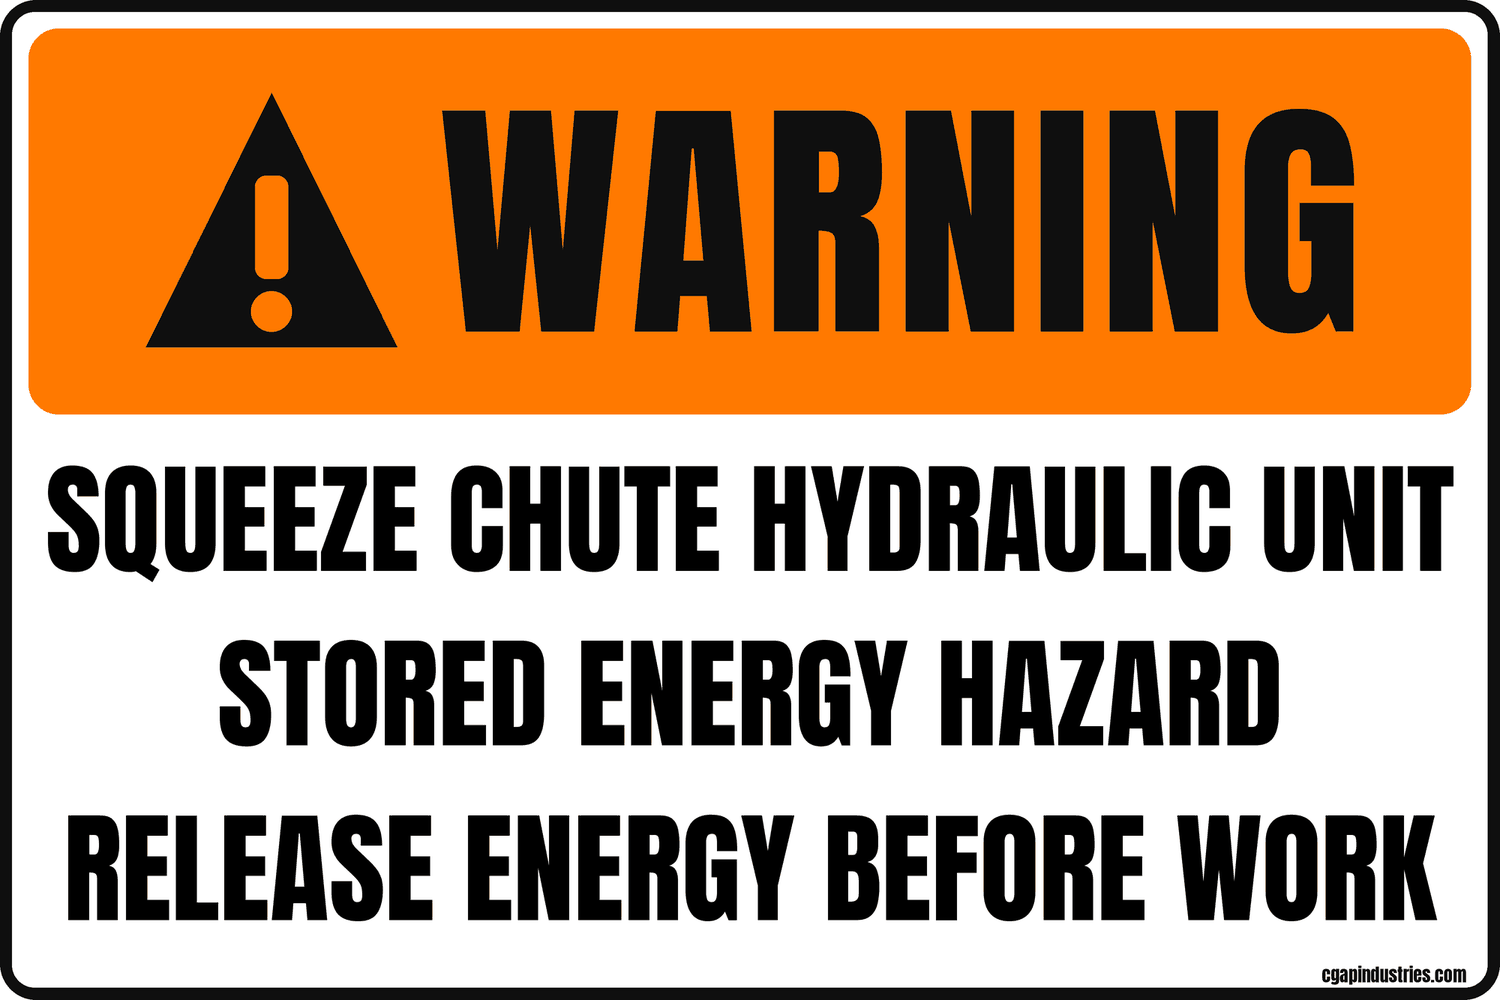 WARNING
SQUEEZE CHUTE HYDRAULIC UNIT
STORED ENERGY HAZARD
RELEASE ENERGY BEFORE WORK
cgapindustries.com